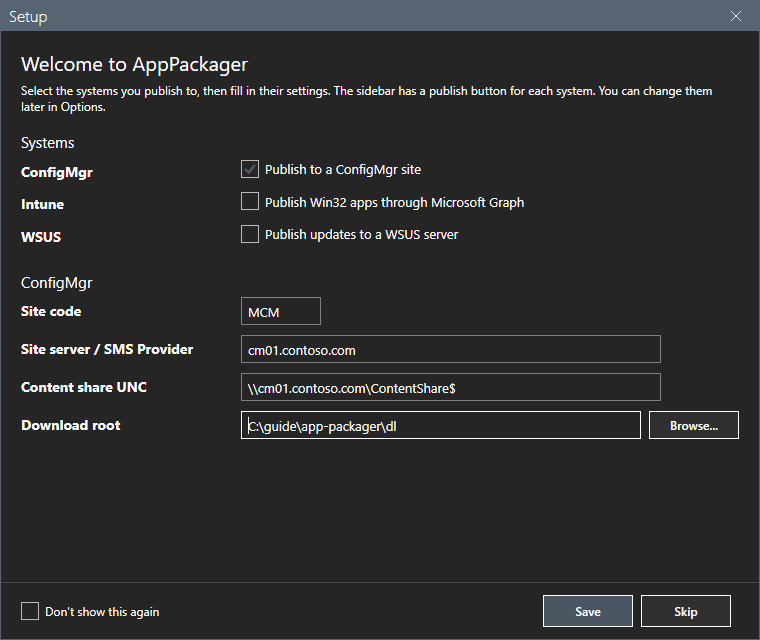 Setup
Welcome to AppPackager
Select the systems you publish to, then fill in their settings. The sidebar has a publish button for each system. You can change them
later in Options.
Systems
ConfigMgr Publish to a ConfigMgr site
Intune Publish Win32 apps through Microsoft Graph
WSUS Publish updates to a WSUS server
ConfigMgr
Site code MCM
Site server / SMS Provider cm01.contoso.com
Content share UNC \\cm01.contoso.com\ContentShare$
Download root C:\guide\app-packager\dl Browse...
Don't show this again Save Skip